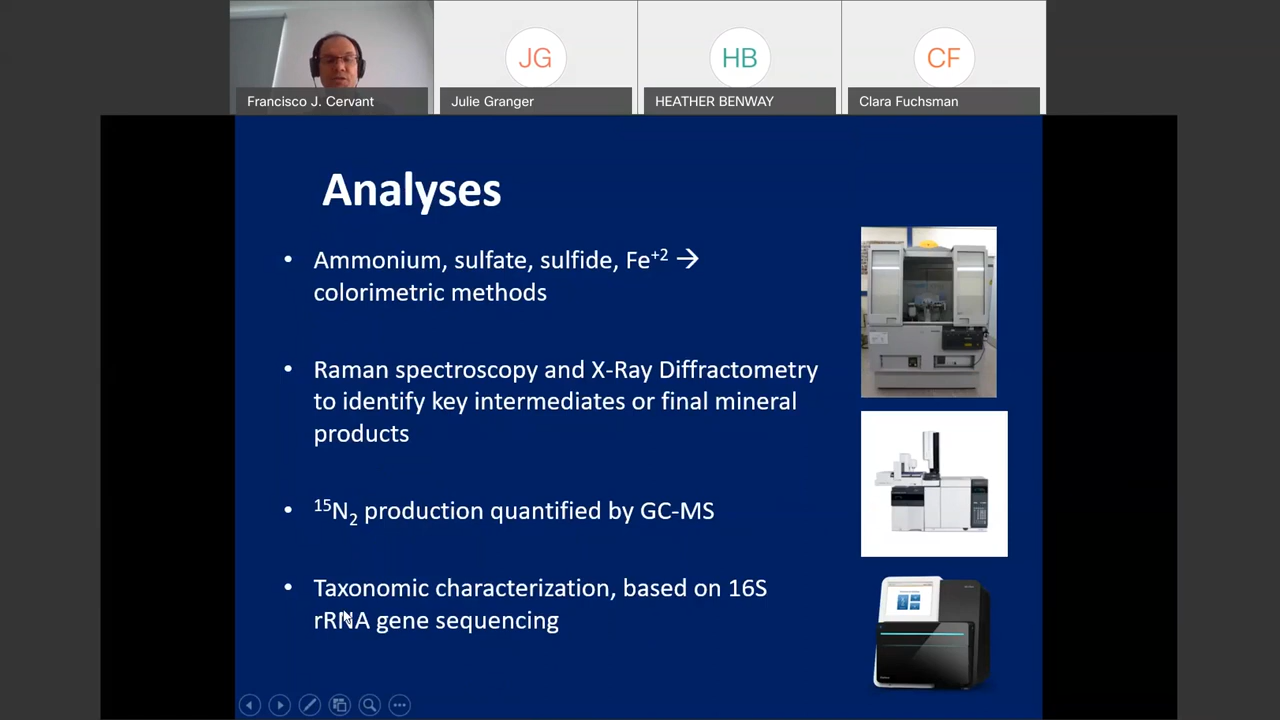 JG
HB
CF
Francisco J. Cervant
Julie Granger
HEATHER BENWAY
Clara Fuchsman
Analyses
• Ammonium, sulfate, sulfide, Fe⁺² →
colorimetric methods
• Raman spectroscopy and X-Ray Diffractometry
to identify key intermediates or final mineral
products
• ¹⁵N₂ production quantified by GC-MS
• Taxonomic characterization, based on 16S
rRNA gene sequencing